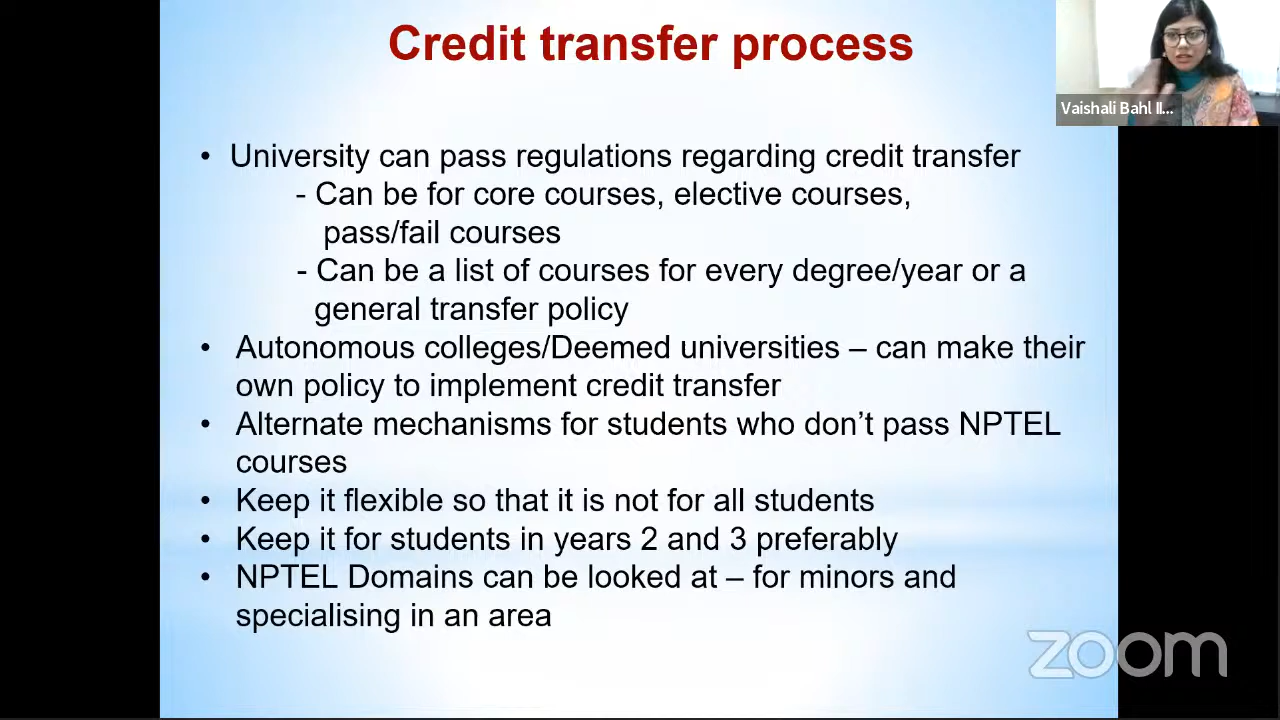 Credit transfer process
Vaishali Bahl II...
• University can pass regulations regarding credit transfer
- Can be for core courses, elective courses,
pass/fail courses
- Can be a list of courses for every degree/year or a
general transfer policy
• Autonomous colleges/Deemed universities – can make their
own policy to implement credit transfer
• Alternate mechanisms for students who don’t pass NPTEL
courses
• Keep it flexible so that it is not for all students
• Keep it for students in years 2 and 3 preferably
• NPTEL Domains can be looked at – for minors and
specialising in an area
zoom